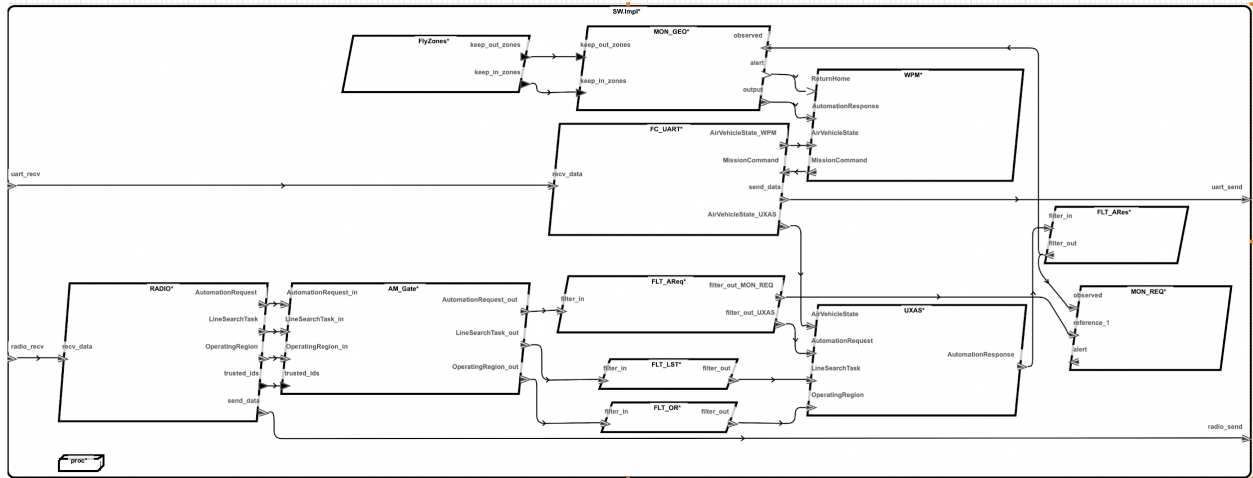 SW.Impl*
FlyZones*
keep_out_zones
keep_in_zones
MON_GEO*
keep_out_zones
keep_in_zones
observed
alert
output
WPM*
ReturnHome
AutomationResponse
AirVehicleState
MissionCommand
FC_UART*
recv_data
AirVehicleState_WPM
MissionCommand
send_data
AirVehicleState_UXAS
uart_recv
uart_send
FLT_ARes*
filter_in
filter_out
RADIO*
recv_data
AutomationRequest
LineSearchTask
OperatingRegion
trusted_ids
send_data
AM_Gate*
AutomationRequest_in
LineSearchTask_in
OperatingRegion_in
trusted_ids
AutomationRequest_out
LineSearchTask_out
OperatingRegion_out
FLT_AReq*
filter_in
filter_out_MON_REQ
filter_out_UXAS
FLT_LST*
filter_in
filter_out
FLT_OR*
filter_in
filter_out
UXAS*
AirVehicleState
AutomationRequest
LineSearchTask
OperatingRegion
AutomationResponse
MON_REQ*
observed
reference_1
alert
radio_recv
radio_send
proc*